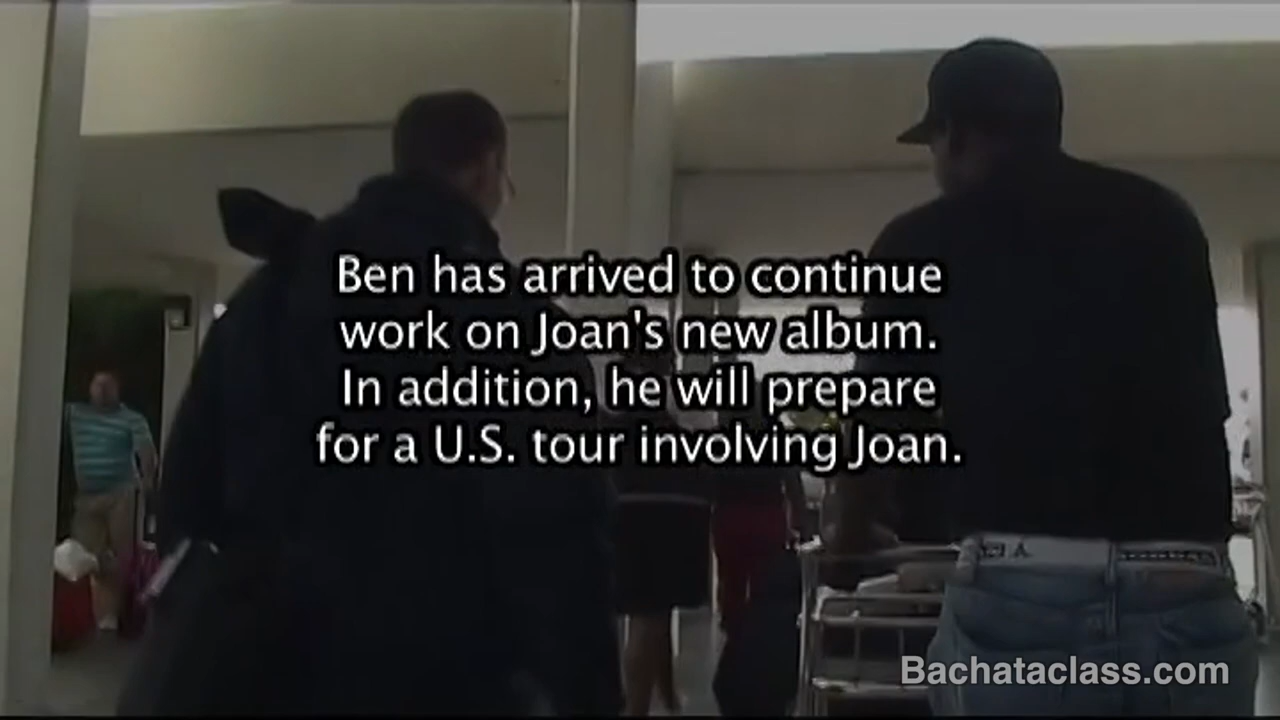 Ben has arrived to continue
work on Joan's new album.
In addition, he will prepare
for a U.S. tour involving Joan.
Bachataclass.com